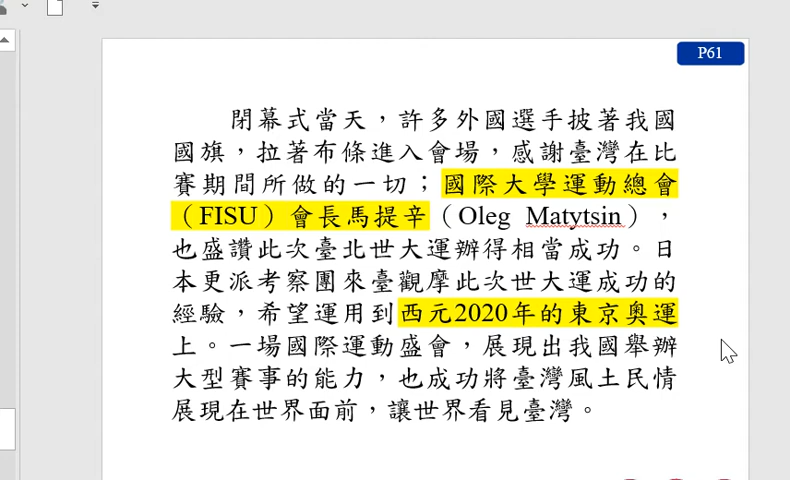 P61
閉幕式當天，許多外國選手披著我國
國旗，拉著布條進入會場，感謝臺灣在比
賽期間所做的一切；國際大學運動總會
（FISU）會長馬提辛（Oleg Matytsin），
也盛讚此次臺北世大運辦得相當成功。日
本更派考察團來臺觀摩此次世大運成功的
經驗，希望運用到西元2020年的東京奧運
上。一場國際運動盛會，展現出我國舉辦
大型賽事的能力，也成功將臺灣風土民情
展現在世界面前，讓世界看見臺灣。